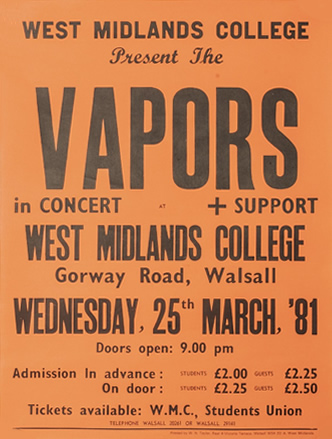 WEST MIDLANDS COLLEGE
Present The
VAPORS
in CONCERT AT + SUPPORT
WEST MIDLANDS COLLEGE
Gorway Road, Walsall
WEDNESDAY, 25th MARCH, '81
Doors open: 9.00 pm
Admission In advance: STUDENTS £2.00 GUESTS £2.25
On door: STUDENTS £2.25 GUESTS £2.50
Tickets available: W.M.C., Students Union
TELEPHONE WALSALL 20261 OR WALSALL 29141